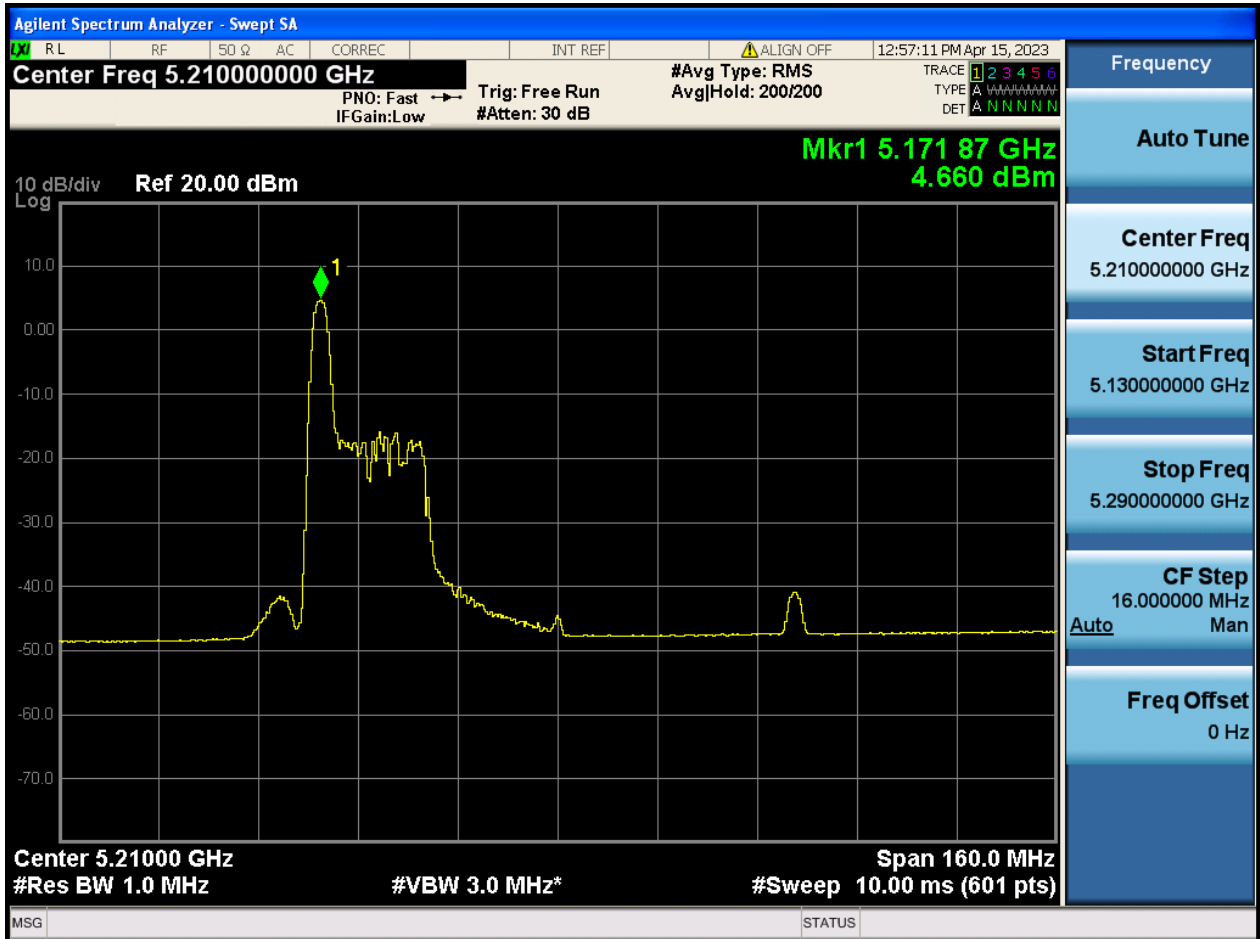 Agilent Spectrum Analyzer - Swept SA
LXI RL RF 50 Ω AC CORREC INT REF ALIGN OFF 12:57:11 PM Apr 15, 2023
Center Freq 5.210000000 GHz
PNO: Fast
IFGain:Low
Trig: Free Run
#Atten: 30 dB
#Avg Type: RMS
Avg|Hold: 200/200
TRACE 1 2 3 4 5 6
TYPE A WWWWW
DET A N N N N N
Mkr1 5.171 87 GHz
4.660 dBm
10 dB/div Ref 20.00 dBm
Log
10.0
0.00
-10.0
-20.0
-30.0
-40.0
-50.0
-60.0
-70.0
1
Center 5.21000 GHz Span 160.0 MHz
#Res BW 1.0 MHz #VBW 3.0 MHz* #Sweep 10.00 ms (601 pts)
MSG STATUS
Frequency
Auto Tune
Center Freq
5.210000000 GHz
Start Freq
5.130000000 GHz
Stop Freq
5.290000000 GHz
CF Step
16.000000 MHz
Auto Man
Freq Offset
0 Hz